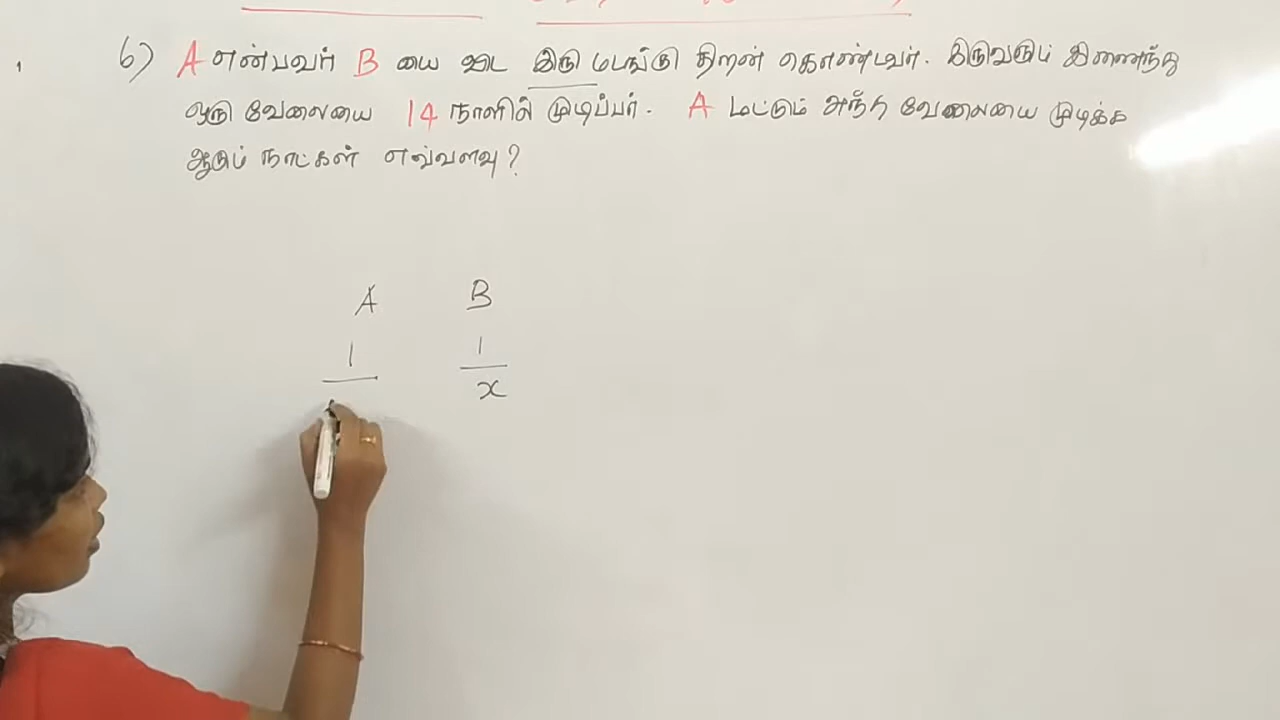 6) A என்பவர் B யை விட இரு மடங்கு திறன் கொண்டவர். இருவரும் இணைந்து
ஒரு வேலையை 14 நாளில் முடிப்பர். A மட்டும் அந்த வேலையை முடிக்க
ஆகும் நாட்கள் எவ்வளவு?
A B
1 1
x